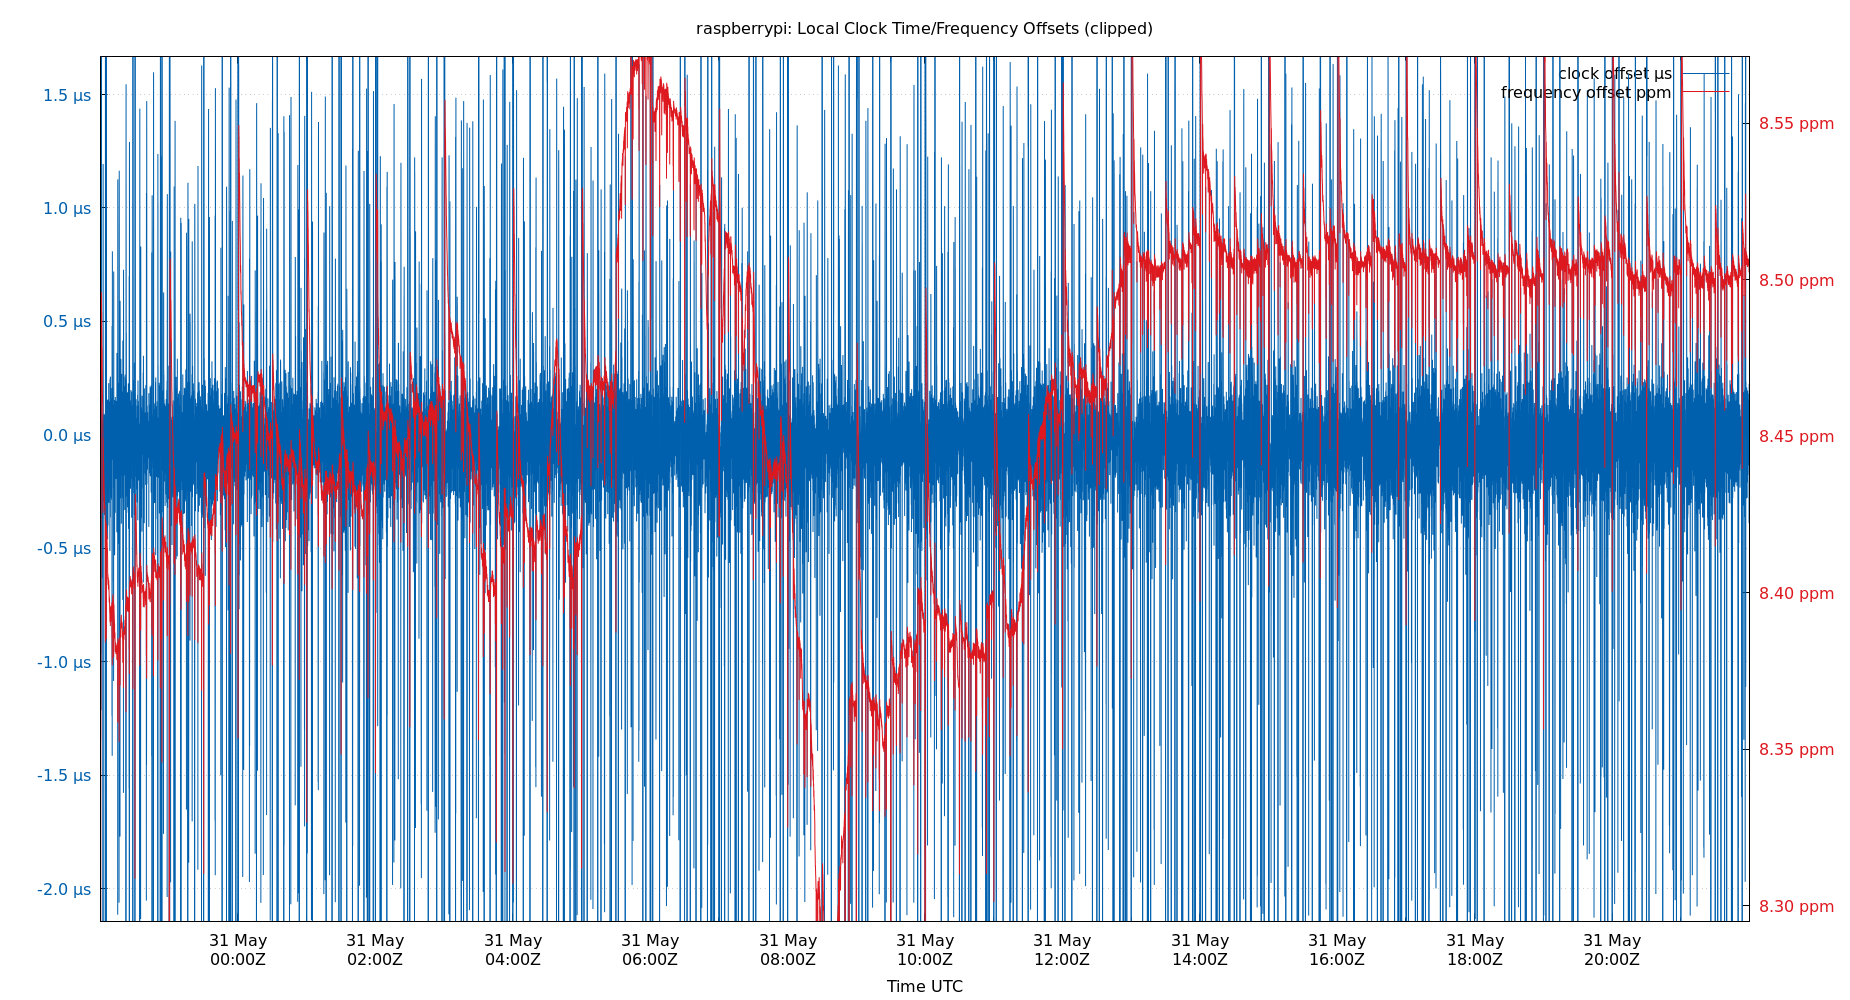 raspberrypi: Local Clock Time/Frequency Offsets (clipped)
clock offset µs
frequency offset ppm
1.5 µs
1.0 µs
0.5 µs
0.0 µs
-0.5 µs
-1.0 µs
-1.5 µs
-2.0 µs
8.55 ppm
8.50 ppm
8.45 ppm
8.40 ppm
8.35 ppm
8.30 ppm
31 May 31 May 31 May 31 May 31 May 31 May 31 May 31 May 31 May 31 May 31 May
00:00Z 02:00Z 04:00Z 06:00Z 08:00Z 10:00Z 12:00Z 14:00Z 16:00Z 18:00Z 20:00Z
Time UTC